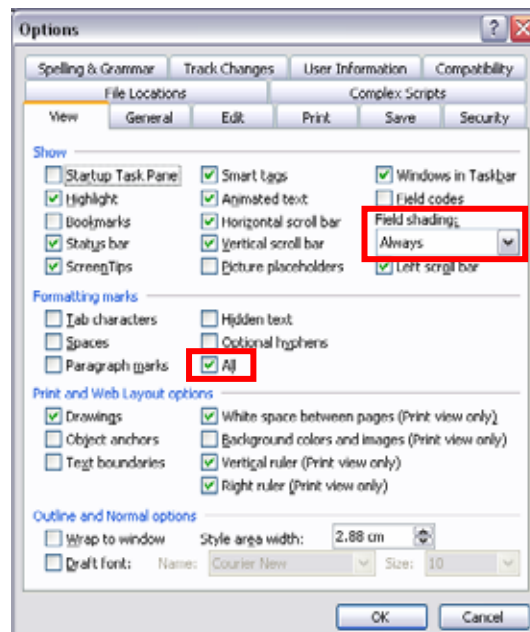 Options
Spelling & Grammar Track Changes User Information Compatibility
File Locations Complex Scripts
View General Edit Print Save Security
Show
Startup Task Pane Smart tags Windows in Taskbar
Highlight Animated text Field codes
Bookmarks Horizontal scroll bar Field shading:
Status bar Vertical scroll bar Always
ScreenTips Picture placeholders Left scroll bar
Formatting marks
Tab characters Hidden text
Spaces Optional hyphens
Paragraph marks All
Print and Web Layout options
Drawings White space between pages (Print view only)
Object anchors Background colors and images (Print view only)
Text boundaries Vertical ruler (Print view only)
Right ruler (Print view only)
Outline and Normal options
Wrap to window Style area width: 2.88 cm
Draft font: Name: Courier New Size: 10
OK Cancel